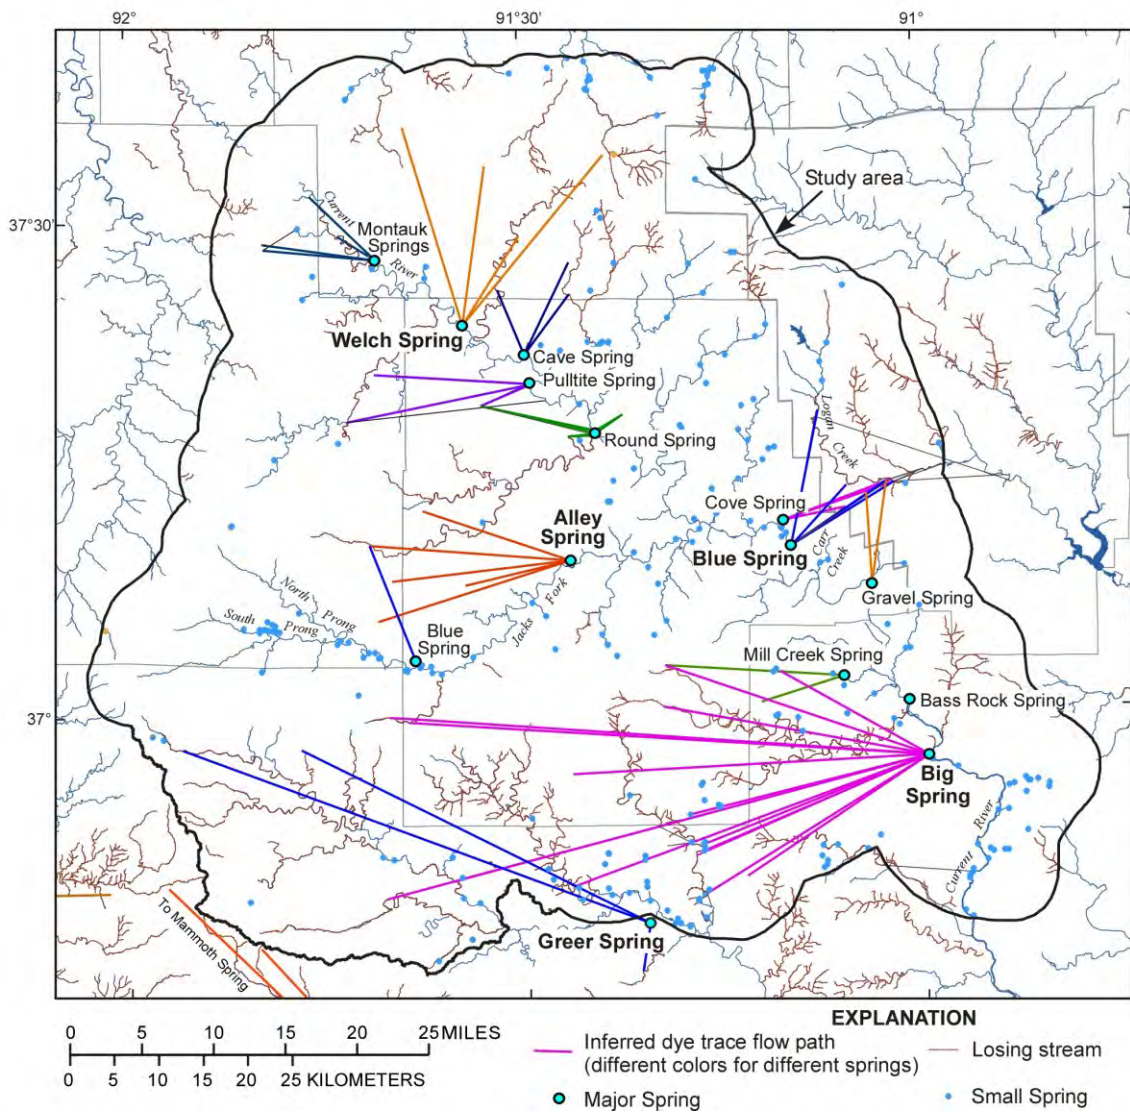 92°
91°30'
91°
37°30'
37°
Study area
Current
River
Montauk
Springs
Welch Spring
Cave Spring
Pulltite Spring
Round Spring
Logan
Creek
Cove Spring
Alley
Spring
Blue Spring
Carr
Creek
Gravel Spring
North
Prong
South
Prong
Blue
Spring
Jacks
Fork
Mill Creek Spring
Bass Rock Spring
Big
Spring
Current
River
Greer Spring
To Mammoth Spring
0 5 10 15 20 25 MILES
0 5 10 15 20 25 KILOMETERS
EXPLANATION
Inferred dye trace flow path
(different colors for different springs)
Major Spring
Losing stream
Small Spring